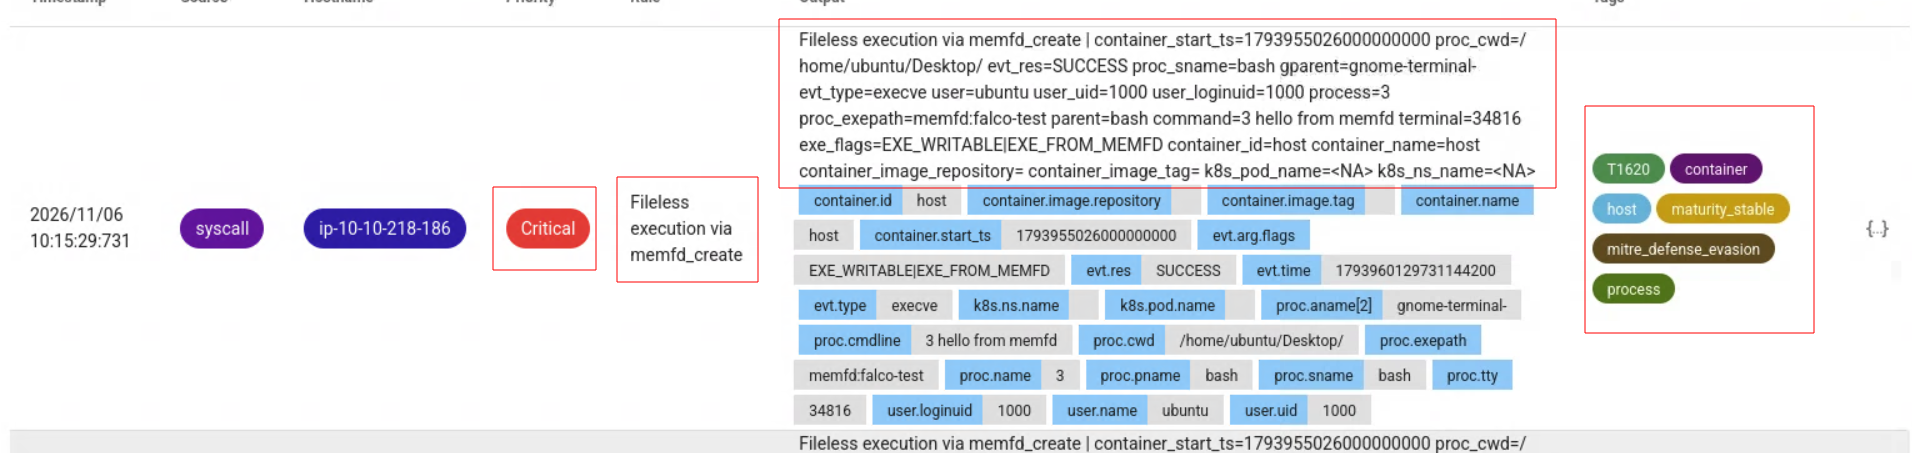 Timestamp Source Hostname Priority Rule Output Tags
2026/11/06
10:15:29:731
syscall
ip-10-10-218-186
Critical
Fileless
execution via
memfd_create
Fileless execution via memfd_create | container_start_ts=1793955026000000000 proc_cwd=/
home/ubuntu/Desktop/ evt_res=SUCCESS proc_sname=bash gparent=gnome-terminal-
evt_type=execve user=ubuntu user_uid=1000 user_loginuid=1000 process=3
proc_exepath=memfd:falco-test parent=bash command=3 hello from memfd terminal=34816
exe_flags=EXE_WRITABLE|EXE_FROM_MEMFD container_id=host container_name=host
container_image_repository= container_image_tag= k8s_pod_name=<NA> k8s_ns_name=<NA>
container.id host container.image.repository container.image.tag container.name
host container.start_ts 1793955026000000000 evt.arg.flags
EXE_WRITABLE|EXE_FROM_MEMFD evt.res SUCCESS evt.time 1793960129731144200
evt.type execve k8s.ns.name k8s.pod.name proc.aname[2] gnome-terminal-
proc.cmdline 3 hello from memfd proc.cwd /home/ubuntu/Desktop/ proc.exepath
memfd:falco-test proc.name 3 proc.pname bash proc.sname bash proc.tty
34816 user.loginuid 1000 user.name ubuntu user.uid 1000
T1620 container
host maturity_stable
mitre_defense_evasion
process
{...}
Fileless execution via memfd_create | container_start_ts=1793955026000000000 proc_cwd=/